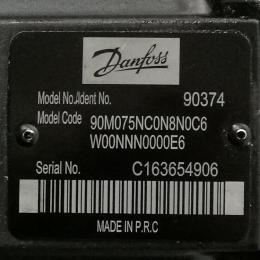 Danfoss
Model No./Ident No. 90374
Model Code 90M075NC0N8N0C6
W00NNN0000E6
Serial No. C163654906
MADE IN P.R.C